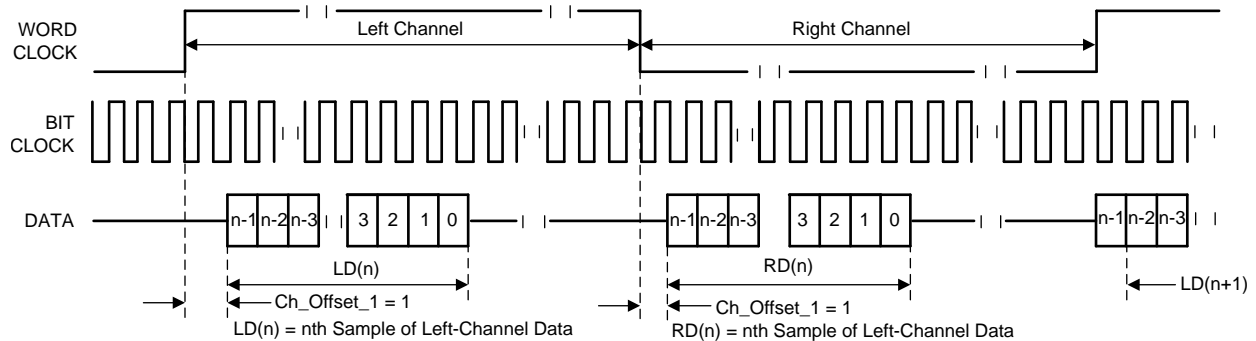 WORD
CLOCK
Left Channel
Right Channel
BIT
CLOCK
DATA
n-1 n-2 n-3 3 2 1 0 n-1 n-2 n-3 3 2 1 0 n-1 n-2 n-3
LD(n)
RD(n)
LD(n+1)
Ch_Offset_1 = 1
Ch_Offset_1 = 1
LD(n) = nth Sample of Left-Channel Data
RD(n) = nth Sample of Left-Channel Data